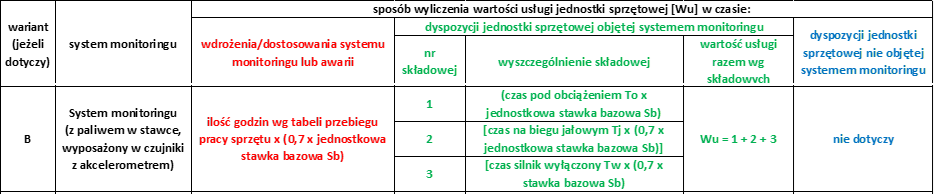 sposób wyliczenia wartości usługi jednostki sprzętowej [Wu] w czasie:
wariant
(jeżeli
dotyczy)
system monitoringu
wdrożenia/dostosowania systemu
monitoringu lub awarii
dyspozycji jednostki sprzętowej objętej systemem monitoringu
nr
składowej
wyszczególnienie składowej
wartość usługi
razem wg
składowych
dyspozycji jednostki
sprzętowej nie objętej
systemem monitoringu
B
System monitoringu
(z paliwem w stawce,
wyposażony w czujniki
z akcelerometrem)
ilość godzin wg tabeli przebiegu
pracy sprzętu x (0,7 x jednostkowa
stawka bazowa Sb)
1
(czas pod obciążeniem To x
jednostkowa stawka bazowa Sb)
2
[czas na biegu jałowym Tj x (0,7 x
jednostkowa stawka bazowa Sb)]
3
[czas silnik wyłączony Tw x (0,7 x
stawka bazowa Sb)
Wu = 1 + 2 + 3
nie dotyczy